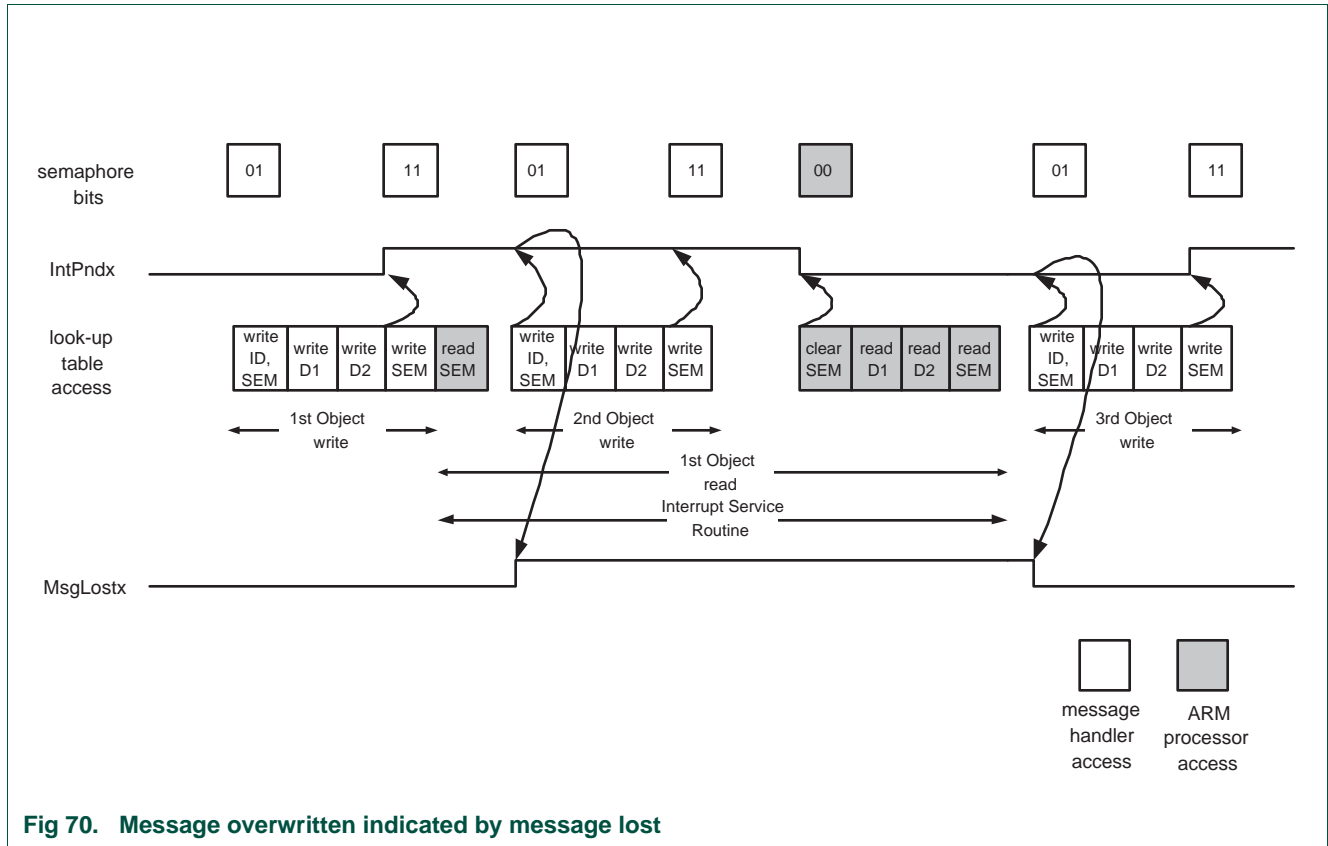 semaphore
bits
01
11
01
11
00
01
11
IntPndx
look-up
table
access
write
ID,
SEM
write
D1
write
D2
write
SEM
read
SEM
write
ID,
SEM
write
D1
write
D2
write
SEM
clear
SEM
read
D1
read
D2
read
SEM
write
ID,
SEM
write
D1
write
D2
write
SEM
1st Object
write
2nd Object
write
3rd Object
write
1st Object
read
Interrupt Service
Routine
MsgLostx
message
handler
access
ARM
processor
access
Fig 70. Message overwritten indicated by message lost